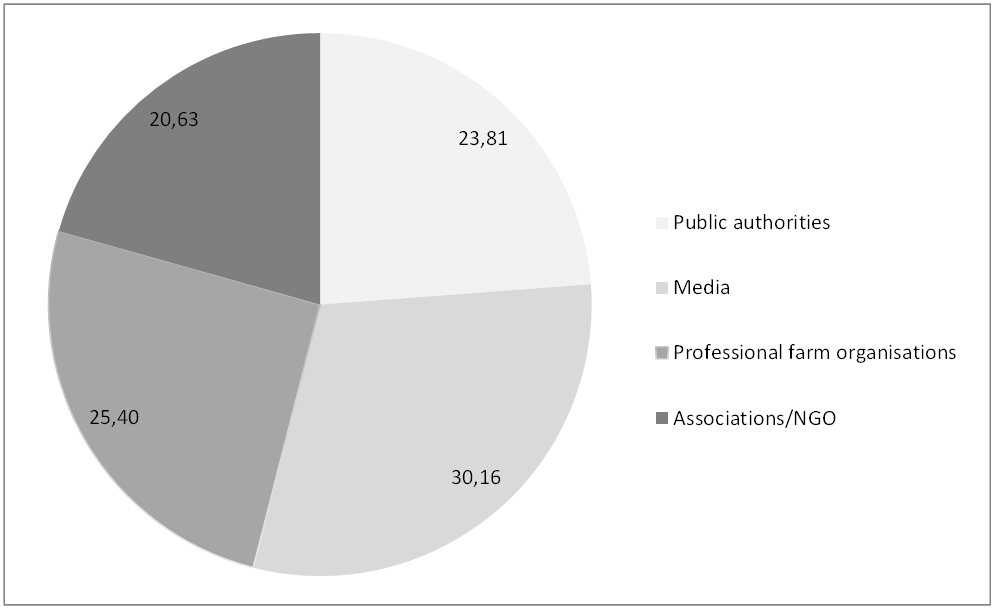 20,63
23,81
25,40
30,16
Public authorities
Media
Professional farm organisations
Associations/NGO